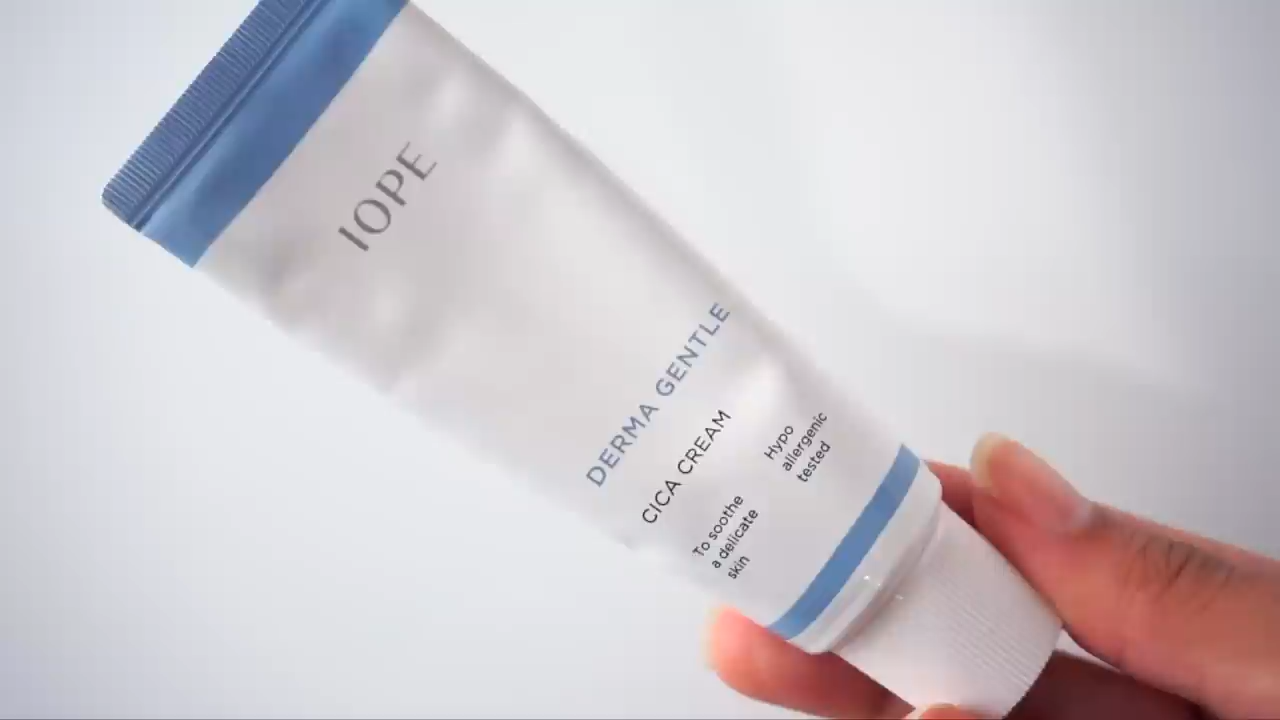 IOPE
DERMA GENTLE
CICA CREAM
To soothe
a delicate
skin
Hypo
allergenic
tested